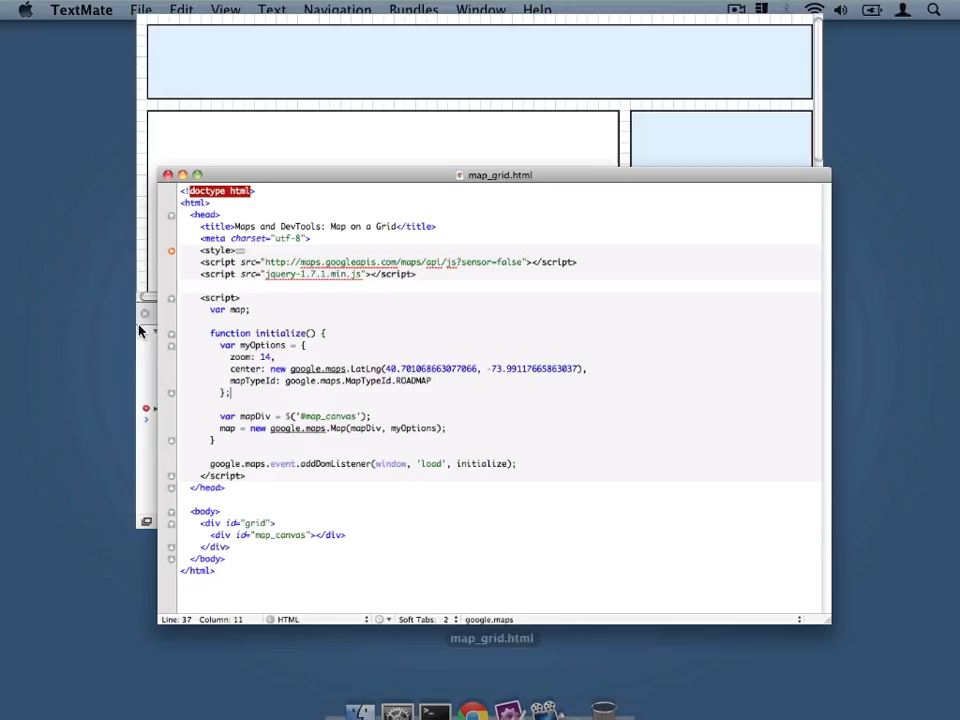 TextMate File Edit View Text Navigation Bundles Window Help
map_grid.html
<!doctype html>
<html>
<head>
<title>Maps and DevTools: Map on a Grid</title>
<meta charset="utf-8">
<style>
<script src="http://maps.googleapis.com/maps/api/js?sensor=false"></script>
<script src="jquery-1.7.1.min.js"></script>
<script>
var map;
function initialize() {
var myOptions = {
zoom: 14,
center: new google.maps.LatLng(40.701068663077066, -73.99117665863037),
mapTypeId: google.maps.MapTypeId.ROADMAP
};
var mapDiv = $('#map_canvas');
map = new google.maps.Map(mapDiv, myOptions);
}
google.maps.event.addDomListener(window, 'load', initialize);
</script>
</head>
<body>
<div id="grid">
<div id="map_canvas"></div>
</div>
</body>
</html>
Line: 37 Column: 11 HTML Soft Tabs: 2 google.maps
map_grid.html